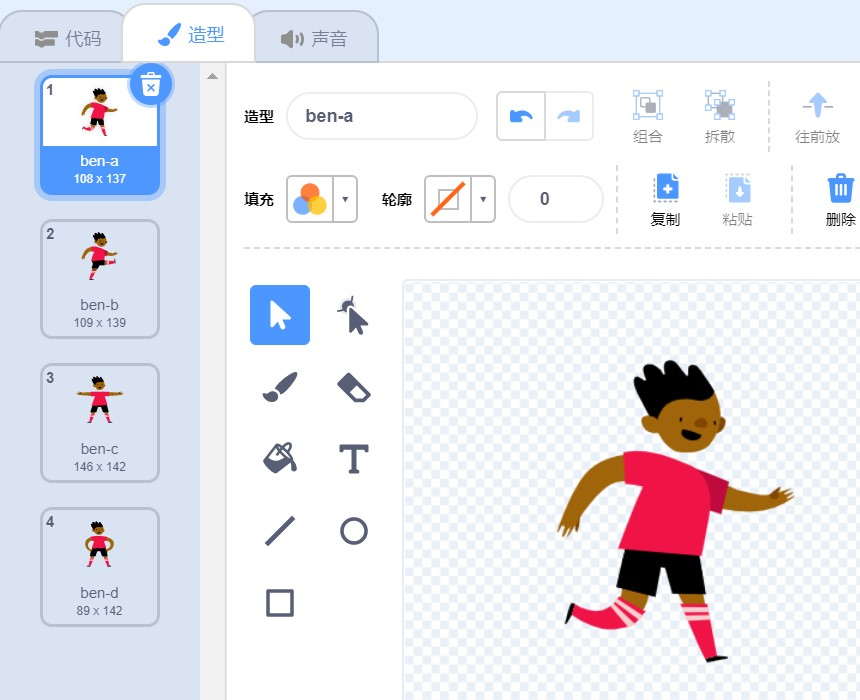 代码
造型
声音
1
ben-a
108 x 137
2
ben-b
109 x 139
3
ben-c
146 x 142
4
ben-d
89 x 142
造型
ben-a
组合
拆散
往前放
填充
轮廓
0
复制
粘贴
删除